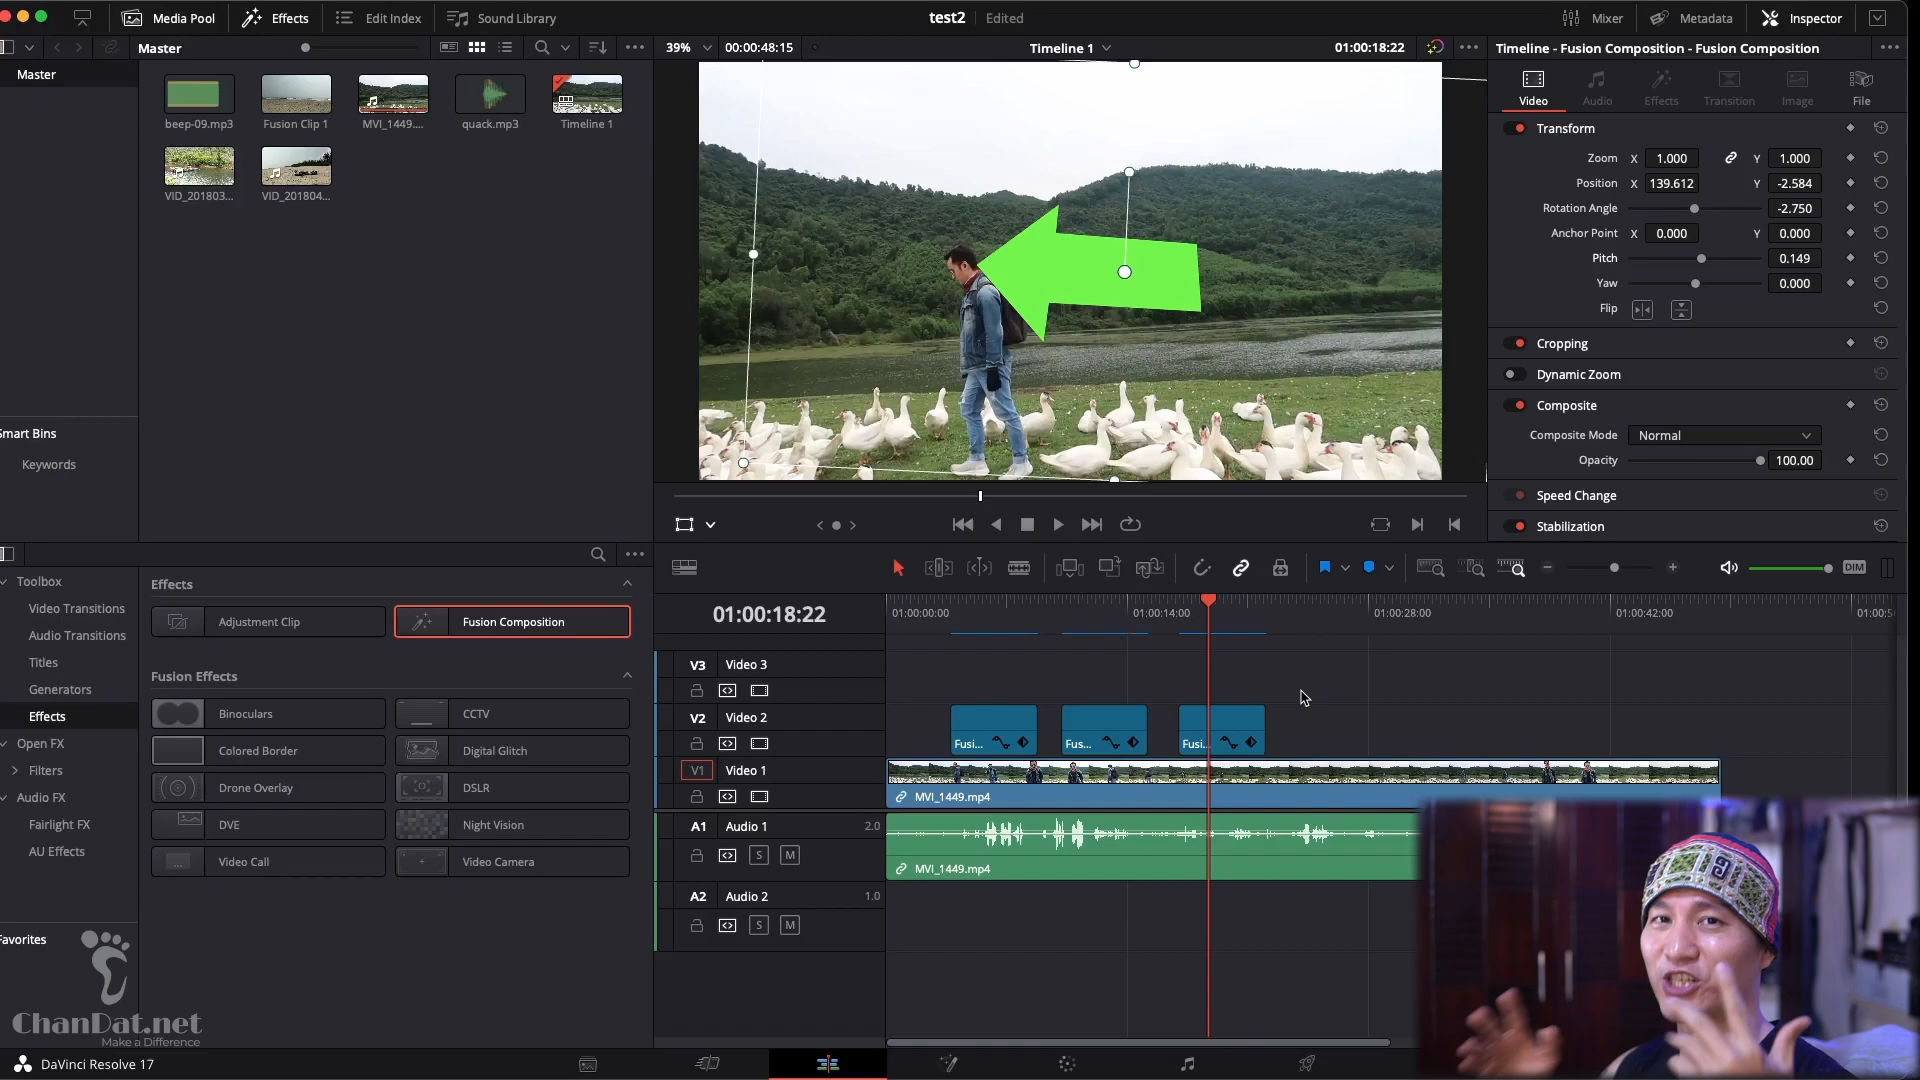 Media Pool
Effects
Edit Index
Sound Library
test2
Edited
Mixer
Metadata
Inspector
Master
39%
00:00:48:15
Timeline 1
01:00:18:22
Timeline - Fusion Composition - Fusion Composition
Master
beep-09.mp3
Fusion Clip 1
MVI_1449....
quack.mp3
Timeline 1
VID_201803...
VID_201804...
Smart Bins
Keywords
Video
Audio
Effects
Transition
Image
File
Transform
Zoom X 1.000 Y 1.000
Position X 139.612 Y -2.584
Rotation Angle -2.750
Anchor Point X 0.000 Y 0.000
Pitch 0.149
Yaw 0.000
Flip
Cropping
Dynamic Zoom
Composite
Composite Mode Normal
Opacity 100.00
Speed Change
Stabilization
Toolbox
Video Transitions
Audio Transitions
Titles
Generators
Effects
Open FX
Filters
Audio FX
Fairlight FX
AU Effects
Favorites
Effects
Adjustment Clip
Fusion Composition
Fusion Effects
Binoculars
CCTV
Colored Border
Digital Glitch
Drone Overlay
DSLR
DVE
Night Vision
Video Call
Video Camera
DIM
01:00:18:22
01:00:00:00
01:00:14:00
01:00:28:00
01:00:42:00
V3 Video 3
V2 Video 2
Fusi...
Fus...
Fusi...
V1 Video 1
MVI_1449.mp4
A1 Audio 1 2.0
S M
MVI_1449.mp4
A2 Audio 2 1.0
S M
ChanDat.net
Make a Difference
DaVinci Resolve 17